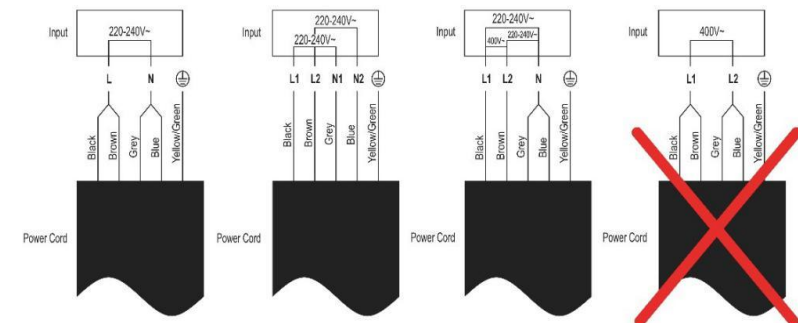 Input
220-240V~
L N
Black
Brown
Grey
Blue
Yellow/Green
Power Cord
Input
220-240V~
220-240V~
L1 L2 N1 N2
Black
Brown
Grey
Blue
Yellow/Green
Power Cord
Input
220-240V~
400V~ 220-240V~
L1 L2 N
Black
Brown
Grey
Blue
Yellow/Green
Power Cord
Input
400V~
L1 L2
Black
Brown
Grey
Blue
Yellow/Green
Power Cord